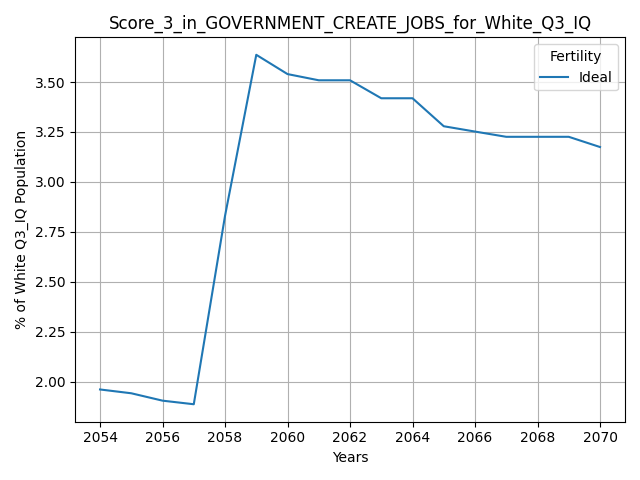 Score_3_in_GOVERNMENT_CREATE_JOBS_for_White_Q3_IQ
Fertility
Ideal
% of White Q3_IQ Population
3.50
3.25
3.00
2.75
2.50
2.25
2.00
2054 2056 2058 2060 2062 2064 2066 2068 2070
Years